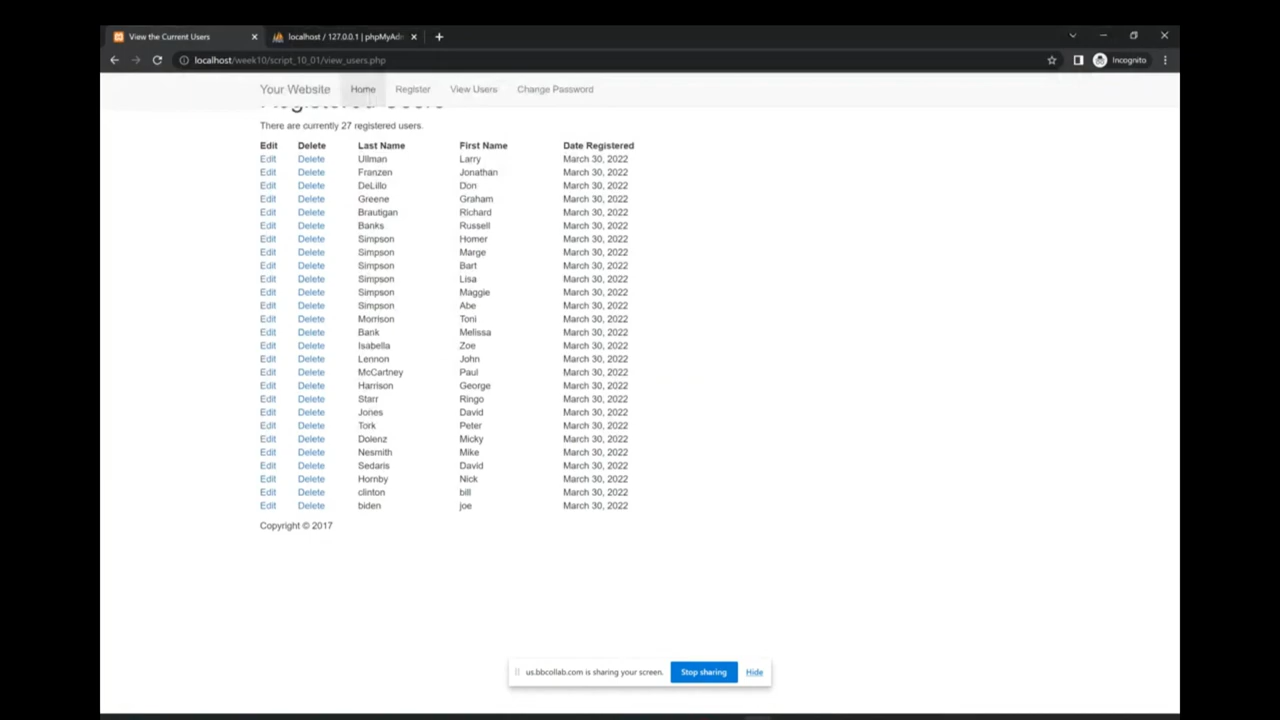 View the Current Users
localhost / 127.0.0.1 | phpMyAdr
localhost/week10/script_10_01/view_users.php
Incognito
Your Website Home Register View Users Change Password
Registered Users
There are currently 27 registered users.
Edit Delete Last Name First Name Date Registered
Edit Delete Ullman Larry March 30, 2022
Edit Delete Franzen Jonathan March 30, 2022
Edit Delete DeLillo Don March 30, 2022
Edit Delete Greene Graham March 30, 2022
Edit Delete Brautigan Richard March 30, 2022
Edit Delete Banks Russell March 30, 2022
Edit Delete Simpson Homer March 30, 2022
Edit Delete Simpson Marge March 30, 2022
Edit Delete Simpson Bart March 30, 2022
Edit Delete Simpson Lisa March 30, 2022
Edit Delete Simpson Maggie March 30, 2022
Edit Delete Simpson Abe March 30, 2022
Edit Delete Morrison Toni March 30, 2022
Edit Delete Bank Melissa March 30, 2022
Edit Delete Isabella Zoe March 30, 2022
Edit Delete Lennon John March 30, 2022
Edit Delete McCartney Paul March 30, 2022
Edit Delete Harrison George March 30, 2022
Edit Delete Starr Ringo March 30, 2022
Edit Delete Jones David March 30, 2022
Edit Delete Tork Peter March 30, 2022
Edit Delete Dolenz Micky March 30, 2022
Edit Delete Nesmith Mike March 30, 2022
Edit Delete Sedaris David March 30, 2022
Edit Delete Hornby Nick March 30, 2022
Edit Delete clinton bill March 30, 2022
Edit Delete biden joe March 30, 2022
Copyright © 2017
us.bbcollab.com is sharing your screen. Stop sharing Hide